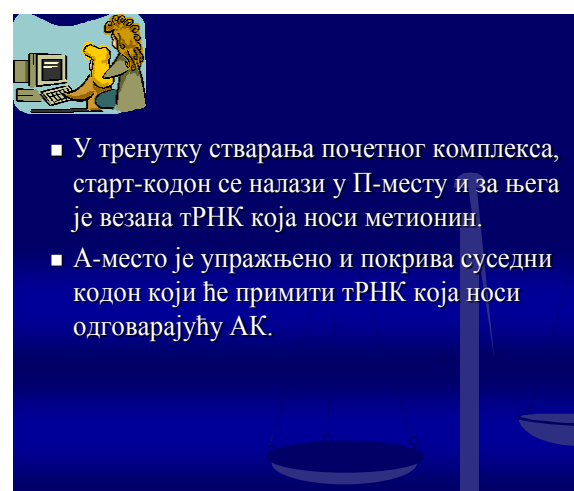 У тренутку стварања почетног комплекса,
старт-кодон се налази у П-месту и за њега
је везана тРНК која носи метионин.
А-место је упражњено и покрива суседни
кодон који ће примити тРНК која носи
одговарајућу АК.